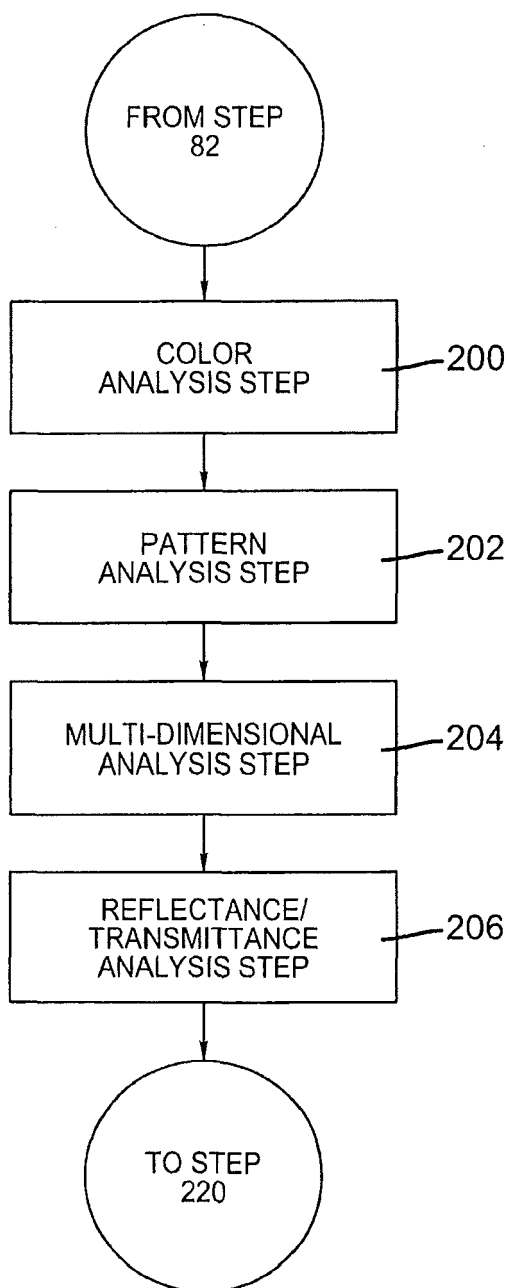 FROM STEP
82
COLOR
ANALYSIS STEP
200
PATTERN
ANALYSIS STEP
202
MULTI-DIMENSIONAL
ANALYSIS STEP
204
REFLECTANCE/
TRANSMITTANCE
ANALYSIS STEP
206
TO STEP
220